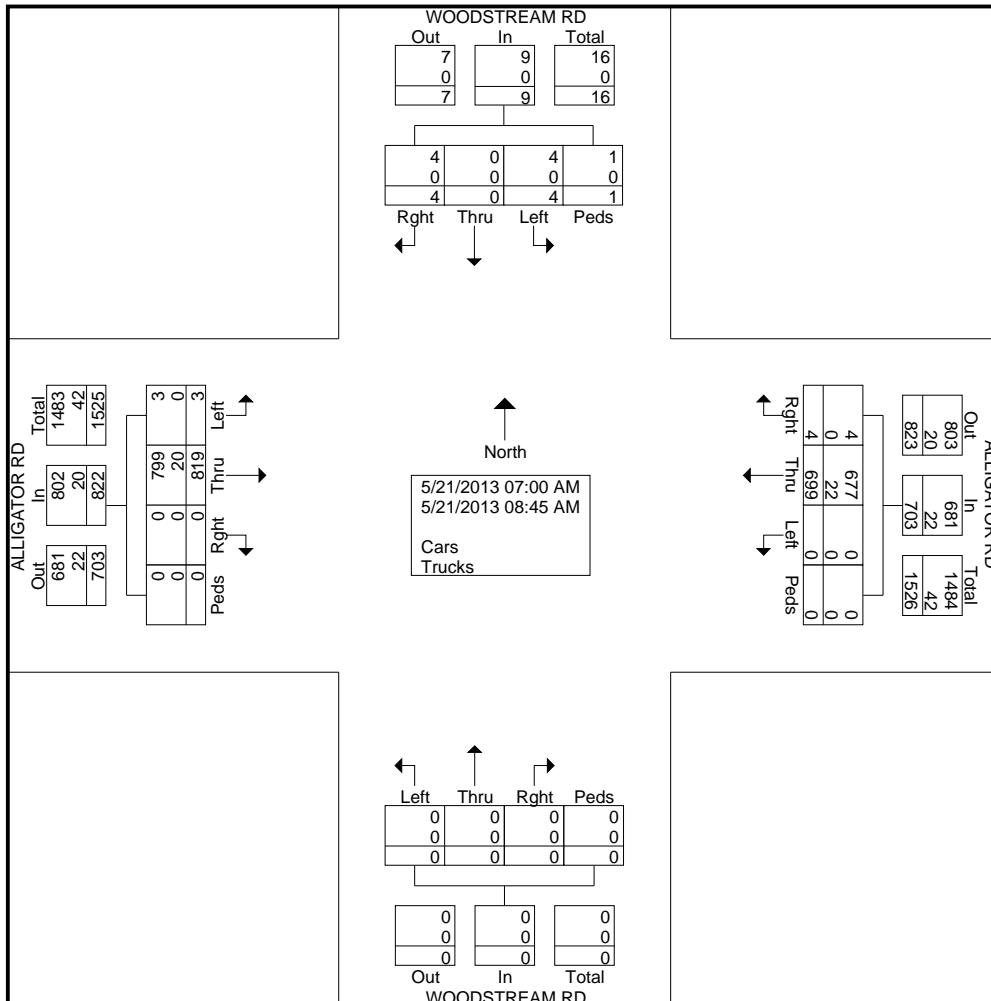 WOODSTREAM RD
Out In Total
7 9 16
0 0 0
7 9 16
4 0 4 1
0 0 0 0
4 0 4 1
Rght Thru Left Peds
ALLIGATOR RD
Total In Out
1483 802 681
42 20 22
1525 822 703
3 799 0 0
0 20 0 0
3 819 0 0
Left Thru Rght Peds
North
5/21/2013 07:00 AM
5/21/2013 08:45 AM
Cars
Trucks
Rght Thru Left Peds
4 677 0 0
0 22 0 0
4 699 0 0
Out In Total
803 681 1484
20 22 42
823 703 1526
ALLIGATOR RD
Left Thru Rght Peds
0 0 0 0
0 0 0 0
0 0 0 0
0 0 0
0 0 0
0 0 0
Out In Total
WOODSTREAM RD